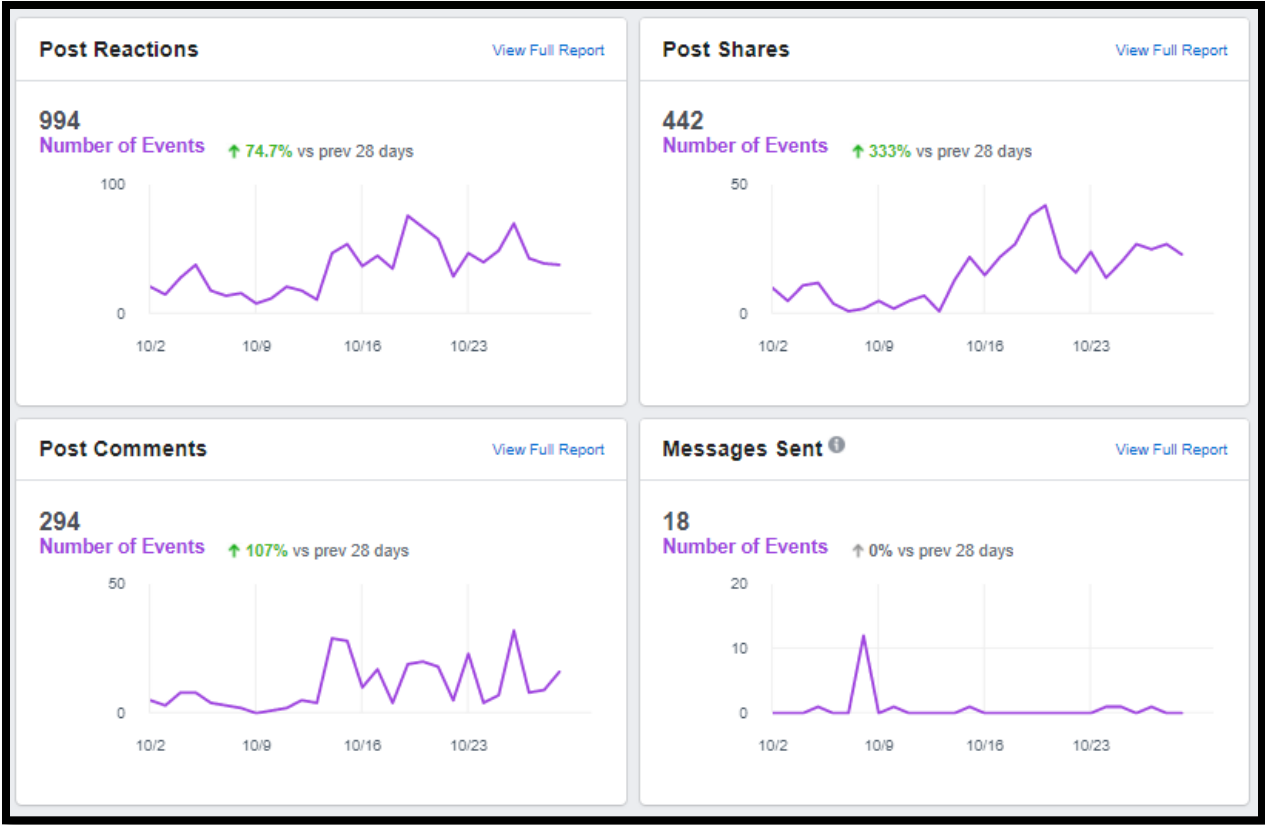 Post Reactions
View Full Report
994
Number of Events
74.7% vs prev 28 days
100
0
10/2 10/9 10/16 10/23
Post Shares
View Full Report
442
Number of Events
333% vs prev 28 days
50
0
10/2 10/9 10/16 10/23
Post Comments
View Full Report
294
Number of Events
107% vs prev 28 days
50
0
10/2 10/9 10/16 10/23
Messages Sent
View Full Report
18
Number of Events
0% vs prev 28 days
20
10
0
10/2 10/9 10/16 10/23